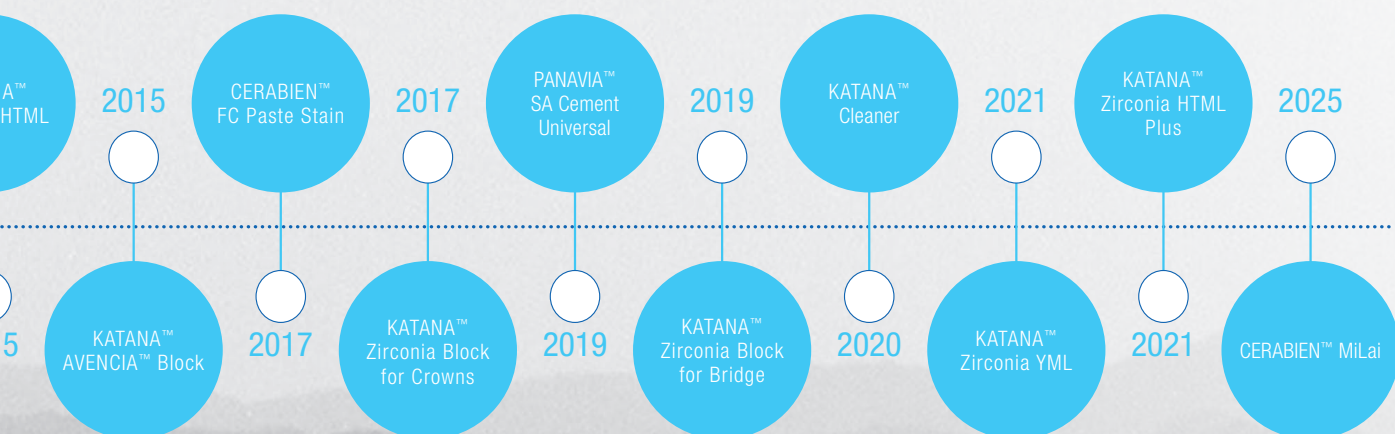 A™
HTML
2015
CERABIEN™
FC Paste Stain
2017
PANAVIA™
SA Cement
Universal
2019
KATANA™
Cleaner
2021
KATANA™
Zirconia HTML
Plus
2025
5
KATANA™
AVENCIA™ Block
2017
KATANA™
Zirconia Block
for Crowns
2019
KATANA™
Zirconia Block
for Bridge
2020
KATANA™
Zirconia YML
2021
CERABIEN™ MiLai